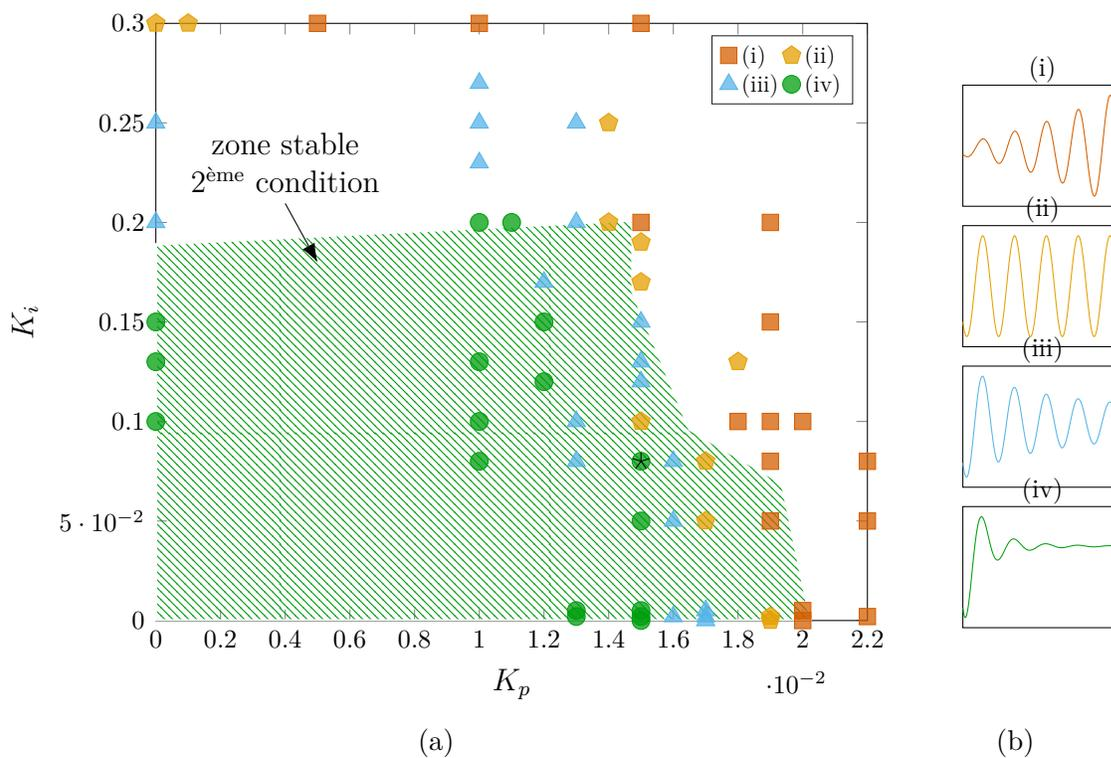 0.3
0.25
0.2
0.15
0.1
5 · 10⁻²
0
K_i
zone stable
2ème condition
(i) (ii)
(iii) (iv)
0 0.2 0.4 0.6 0.8 1 1.2 1.4 1.6 1.8 2 2.2
·10⁻²
K_p
(a)
(i)
(ii)
(iii)
(iv)
(b)